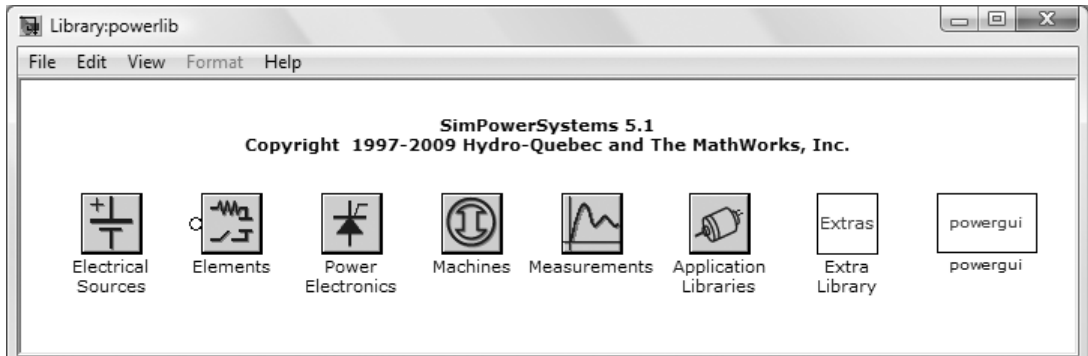 Library:powerlib
File Edit View Format Help
SimPowerSystems 5.1
Copyright 1997-2009 Hydro-Quebec and The MathWorks, Inc.
Extras
powergui
Electrical Sources
Elements
Power Electronics
Machines
Measurements
Application Libraries
Extra Library
powergui